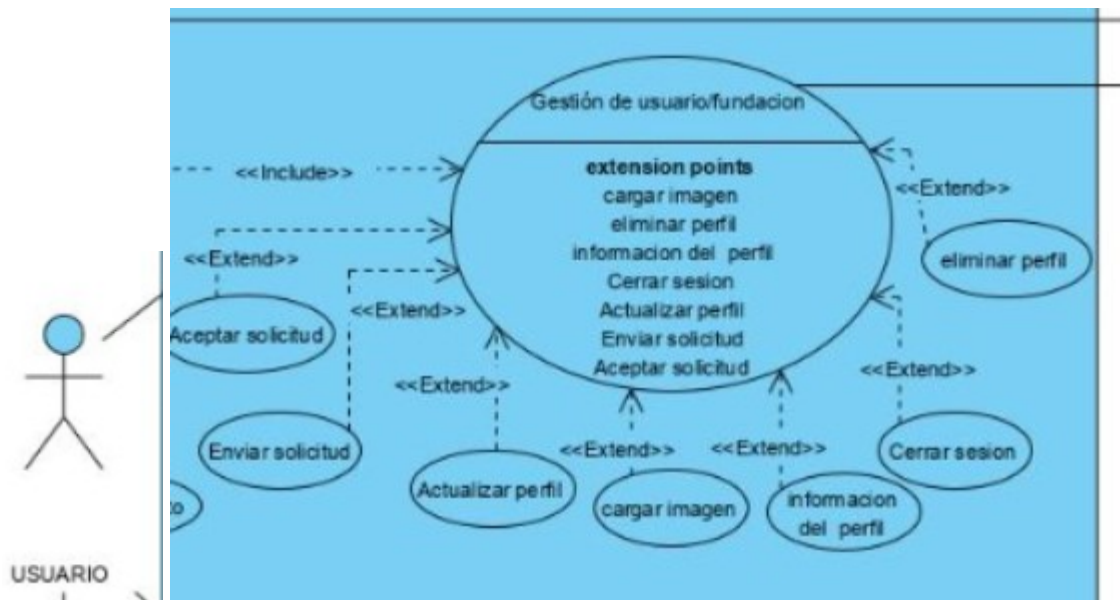 Gestión de usuario/fundacion
extension points
cargar imagen
eliminar perfil
informacion del perfil
Cerrar sesion
Actualizar perfil
Enviar solicitud
Aceptar solicitud
<<Include>>
<<Extend>>
Aceptar solicitud
<<Extend>>
Enviar solicitud
<<Extend>>
Actualizar perfil
<<Extend>>
cargar imagen
<<Extend>>
informacion
del perfil
<<Extend>>
Cerrar sesion
<<Extend>>
eliminar perfil
USUARIO